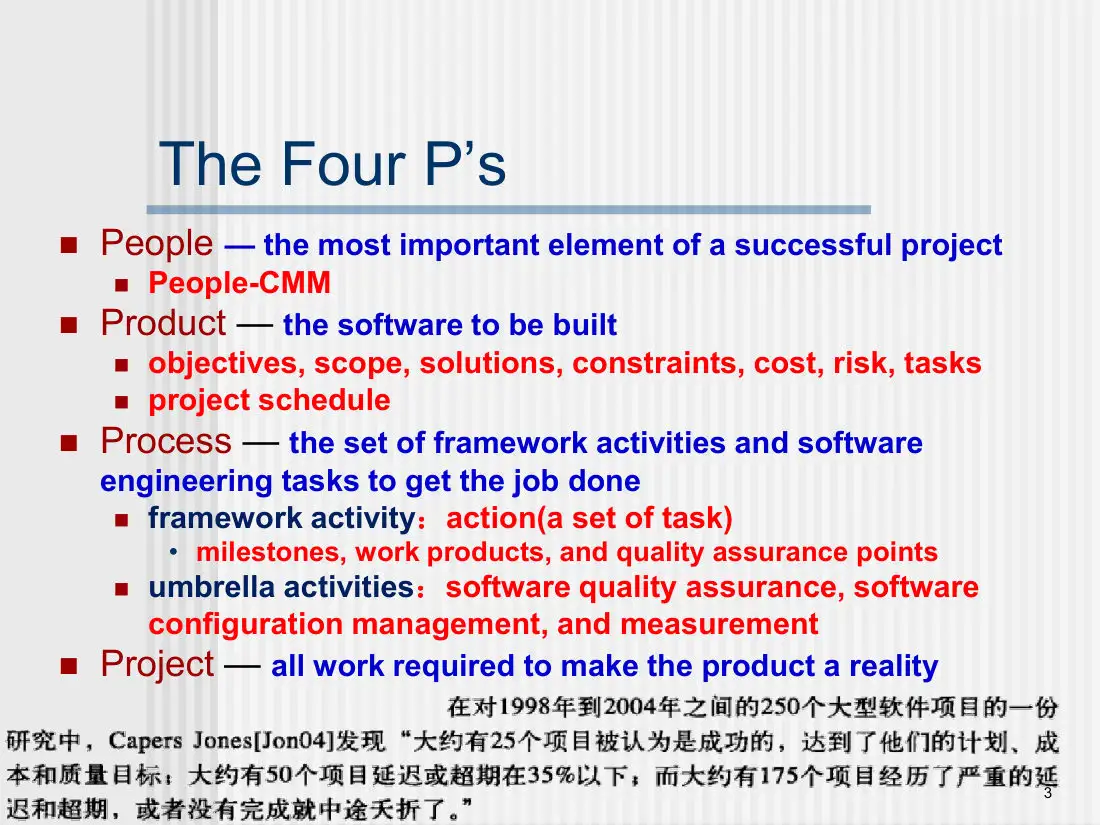 The Four P’s
People — the most important element of a successful project
People-CMM
Product — the software to be built
objectives, scope, solutions, constraints, cost, risk, tasks
project schedule
Process — the set of framework activities and software
engineering tasks to get the job done
framework activity：action(a set of task)
milestones, work products, and quality assurance points
umbrella activities：software quality assurance, software
configuration management, and measurement
Project — all work required to make the product a reality
在对1998年到2004年之间的250个大型软件项目的一份
研究中，Capers Jones[Jon04]发现“大约有25个项目被认为是成功的，达到了他们的计划、成
本和质量目标；大约有50个项目延迟或超期在35%以下；而大约有175个项目经历了严重的延
迟和超期，或者没有完成就中途夭折了。”
3